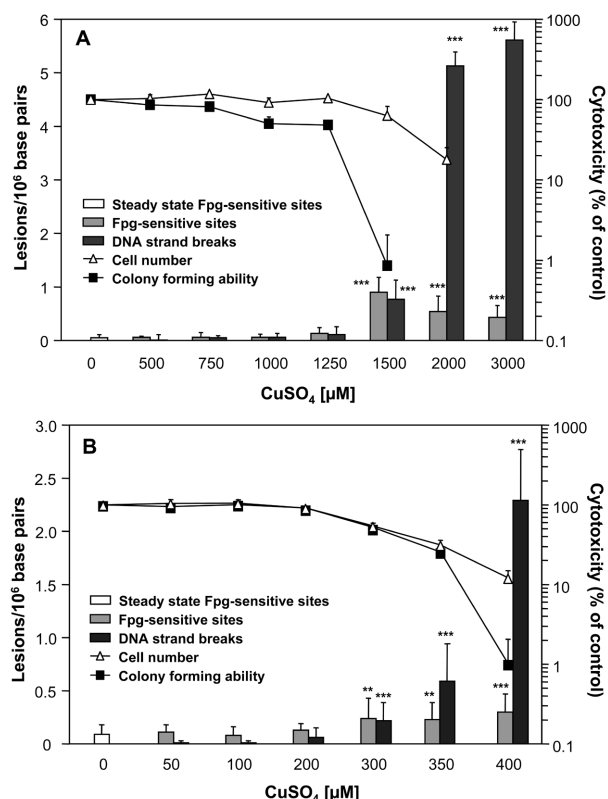 A
Lesions/10⁶ base pairs
6
5
4
3
2
1
0
Cytotoxicity (% of control)
1000
100
10
1
0.1
*** *** *** *** *** ***
Steady state Fpg-sensitive sites
Fpg-sensitive sites
DNA strand breaks
Cell number
Colony forming ability
0 500 750 1000 1250 1500 2000 3000
CuSO₄ [µM]
B
Lesions/10⁶ base pairs
3.0
2.5
2.0
1.5
1.0
0.5
0
Cytotoxicity (% of control)
1000
100
10
1
0.1
** *** ** *** *** ***
Steady state Fpg-sensitive sites
Fpg-sensitive sites
DNA strand breaks
Cell number
Colony forming ability
0 50 100 200 300 350 400
CuSO₄ [µM]